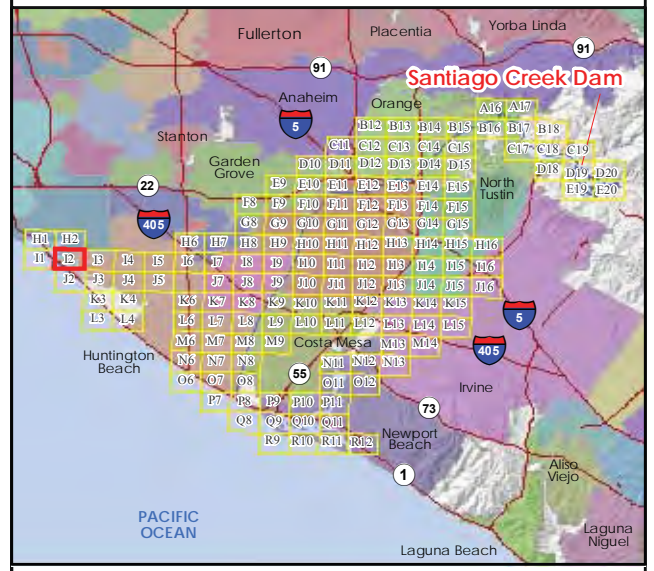 Yorba Linda
Fullerton
Placentia
91
91
Santiago Creek Dam
Anaheim
Orange
A16 A17
5
B12 B13 B14 B15 B16 B17 B18
Stanton
C11 C12 C13 C14 C15 C17 C18 C19
Garden
Grove
D10 D11 D12 D13 D14 D15 D18 D19 D20
22
E9 E10 E11 E12 E13 E14 E15 E19 E20
North
Tustin
F8 F9 F10 F11 F12 F13 F14 F15
405
G8 G9 G10 G11 G12 G13 G14 G15
H1 H2 H6 H7 H8 H9 H10 H11 H12 H13 H14 H15 H16
I1 I2 I3 I4 I5 I6 I7 I8 I9 I10 I11 I12 I13 I14 I15 I16
J2 J3 J4 J5 J7 J8 J9 J10 J11 J12 J13 J14 J15 J16
K3 K4 K6 K7 K8 K9 K10 K11 K12 K13 K14 K15
5
L3 L4 L6 L7 L8 L9 L10 L11 L12 L13 L14 L15
M6 M7 M8 M9 Costa Mesa M13 M14
405
Huntington
Beach
N6 N7 N8 N11 N12 N13
55
O6 O7 O8 O11 O12
Irvine
P7 P8 P9 P10 P11
73
Q8 Q9 Q10 Q11
Newport
Beach
R9 R10 R11 R12
1
Aliso
Viejo
PACIFIC
OCEAN
Laguna
Niguel
Laguna Beach